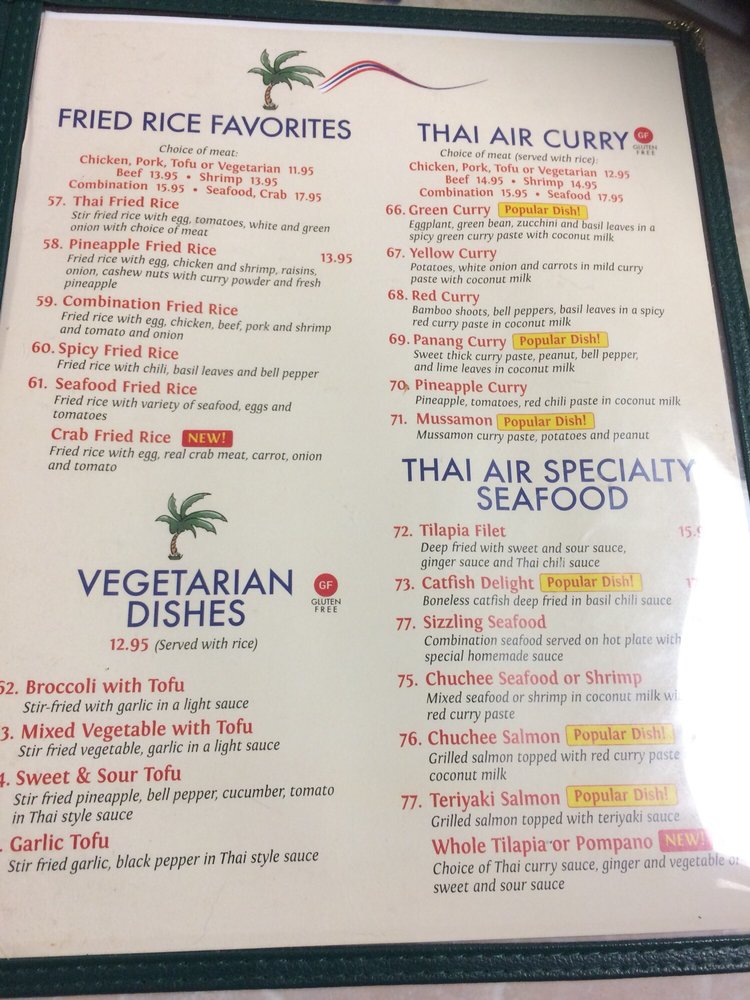 FRIED RICE FAVORITES
Choice of meat:
Chicken, Pork, Tofu or Vegetarian 11.95
Beef 13.95 • Shrimp 13.95
Combination 15.95 • Seafood, Crab 17.95
57. Thai Fried Rice
Stir fried rice with egg, tomatoes, white and green
onion with choice of meat
58. Pineapple Fried Rice 13.95
Fried rice with egg, chicken and shrimp, raisins,
onion, cashew nuts with curry powder and fresh
pineapple
59. Combination Fried Rice
Fried rice with egg, chicken, beef, pork and shrimp
and tomato and onion
60. Spicy Fried Rice
Fried rice with chili, basil leaves and bell pepper
61. Seafood Fried Rice
Fried rice with variety of seafood, eggs and
tomatoes
Crab Fried Rice NEW!
Fried rice with egg, real crab meat, carrot, onion
and tomato
VEGETARIAN
DISHES
GF
GLUTEN
FREE
12.95 (Served with rice)
62. Broccoli with Tofu
Stir-fried with garlic in a light sauce
3. Mixed Vegetable with Tofu
Stir fried vegetable, garlic in a light sauce
4. Sweet & Sour Tofu
Stir fried pineapple, bell pepper, cucumber, tomato
in Thai style sauce
. Garlic Tofu
Stir fried garlic, black pepper in Thai style sauce
THAI AIR CURRY
GF
GLUTEN
FREE
Choice of meat (served with rice):
Chicken, Pork, Tofu or Vegetarian 12.95
Beef 14.95 • Shrimp 14.95
Combination 15.95 • Seafood 17.95
66. Green Curry Popular Dish!
Eggplant, green bean, zucchini and basil leaves in a
spicy green curry paste with coconut milk
67. Yellow Curry
Potatoes, white onion and carrots in mild curry
paste with coconut milk
68. Red Curry
Bamboo shoots, bell peppers, basil leaves in a spicy
red curry paste in coconut milk
69. Panang Curry Popular Dish!
Sweet thick curry paste, peanut, bell pepper,
and lime leaves in coconut milk
70. Pineapple Curry
Pineapple, tomatoes, red chili paste in coconut milk
71. Mussamon Popular Dish!
Mussamon curry paste, potatoes and peanut
THAI AIR SPECIALTY
SEAFOOD
72. Tilapia Filet 15.9
Deep fried with sweet and sour sauce,
ginger sauce and Thai chili sauce
73. Catfish Delight Popular Dish! 17
Boneless catfish deep fried in basil chili sauce
77. Sizzling Seafood
Combination seafood served on hot plate with
special homemade sauce
75. Chuchee Seafood or Shrimp
Mixed seafood or shrimp in coconut milk wi
red curry paste
76. Chuchee Salmon Popular Dish!
Grilled salmon topped with red curry paste
coconut milk
77. Teriyaki Salmon Popular Dish!
Grilled salmon topped with teriyaki sauce
Whole Tilapia or Pompano NEW!
Choice of Thai curry sauce, ginger and vegetable or
sweet and sour sauce